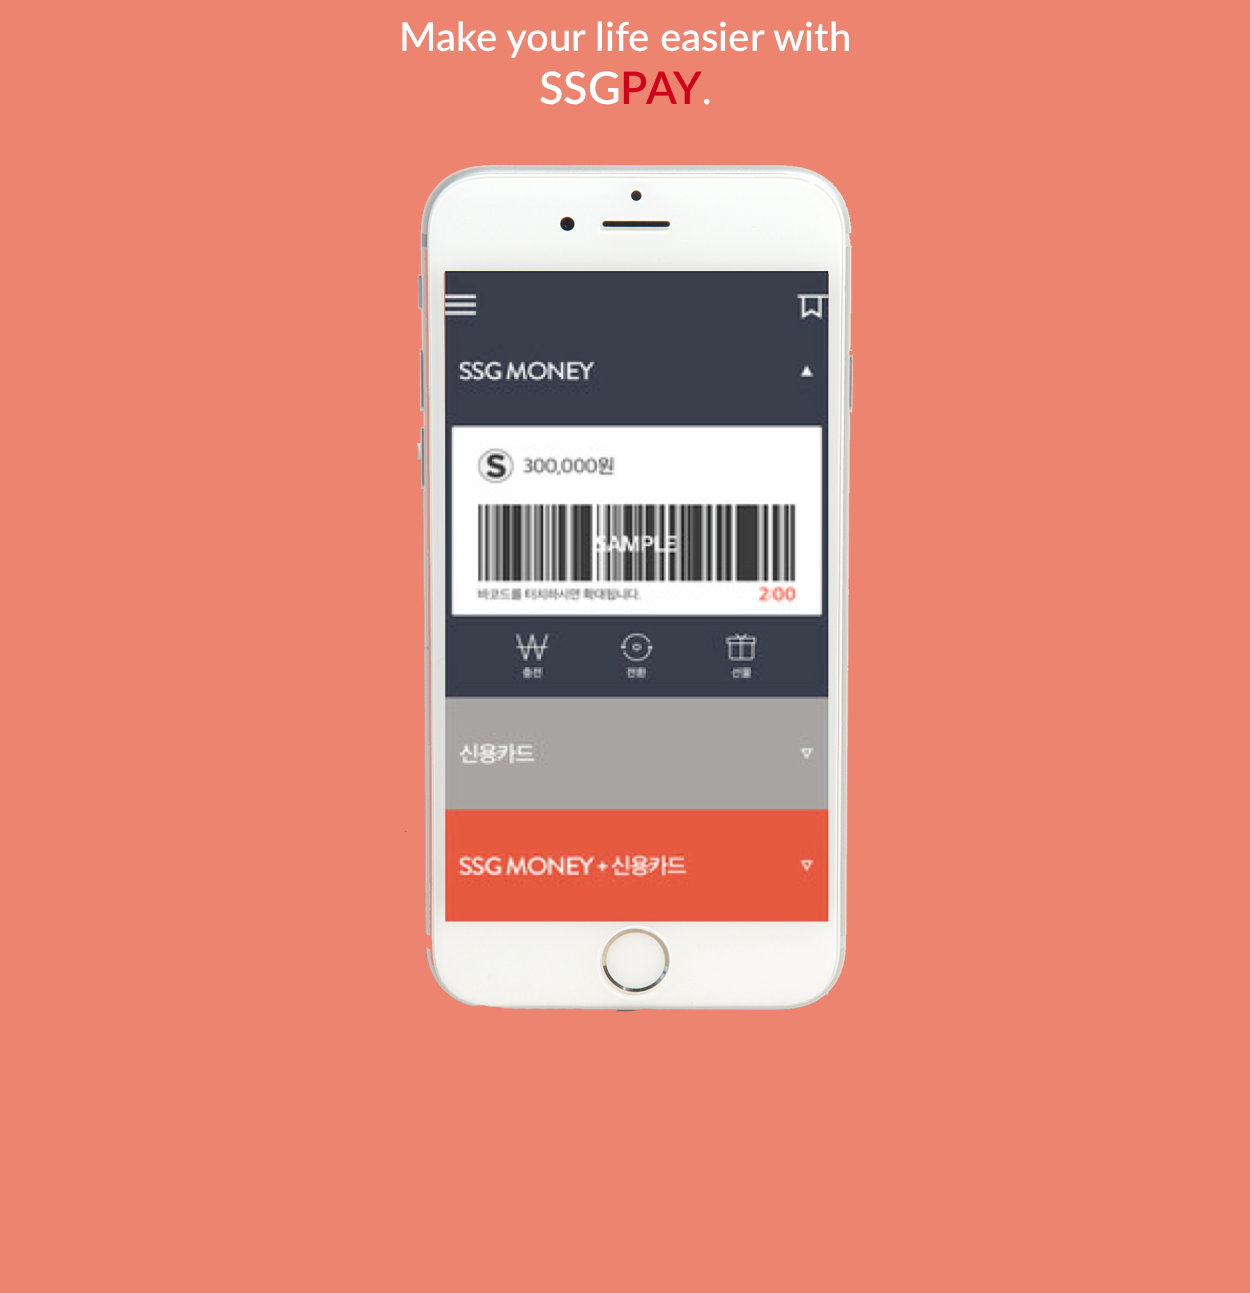 Make your life easier with
SSGPAY.
SSG MONEY
S 300,000원
SAMPLE
바코드를 터치하시면 확대됩니다. 2:00
충전 전환 선물
신용카드
SSG MONEY + 신용카드